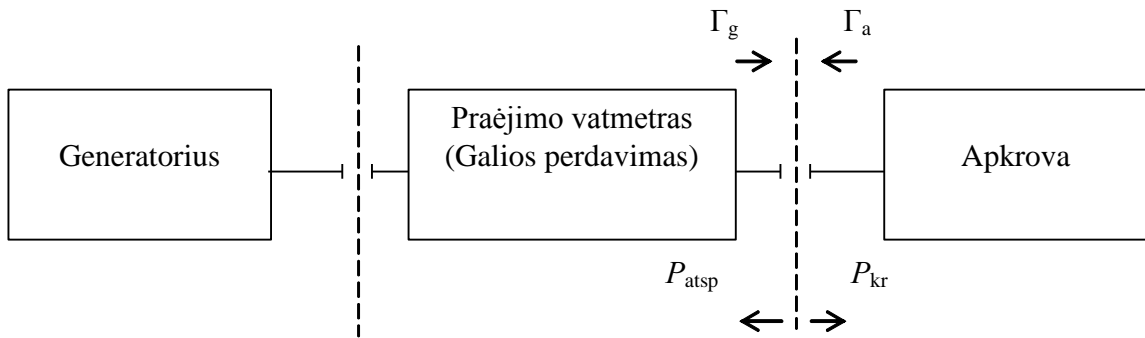 Γg Γa
Generatorius
Praėjimo vatmetras
(Galios perdavimas)
Apkrova
Patsp Pkr